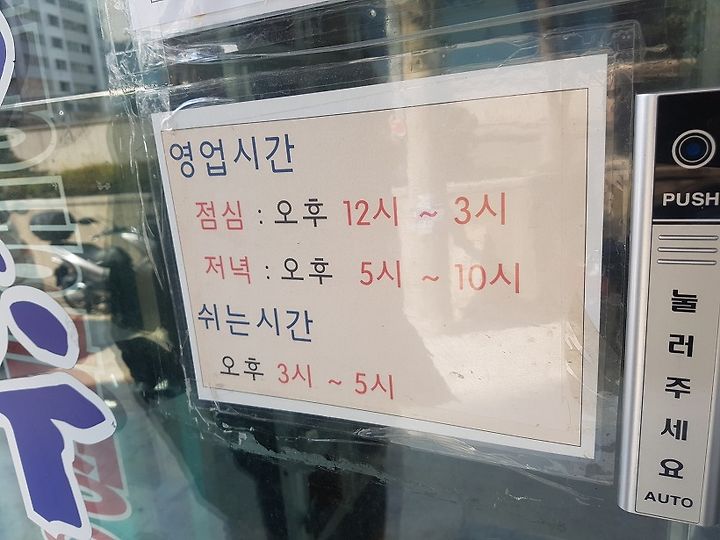 영업시간
점심 : 오후 12시 ~ 3시
저녁 : 오후 5시 ~ 10시
쉬는시간
오후 3시 ~ 5시
PUSH
눌러주세요
AUTO